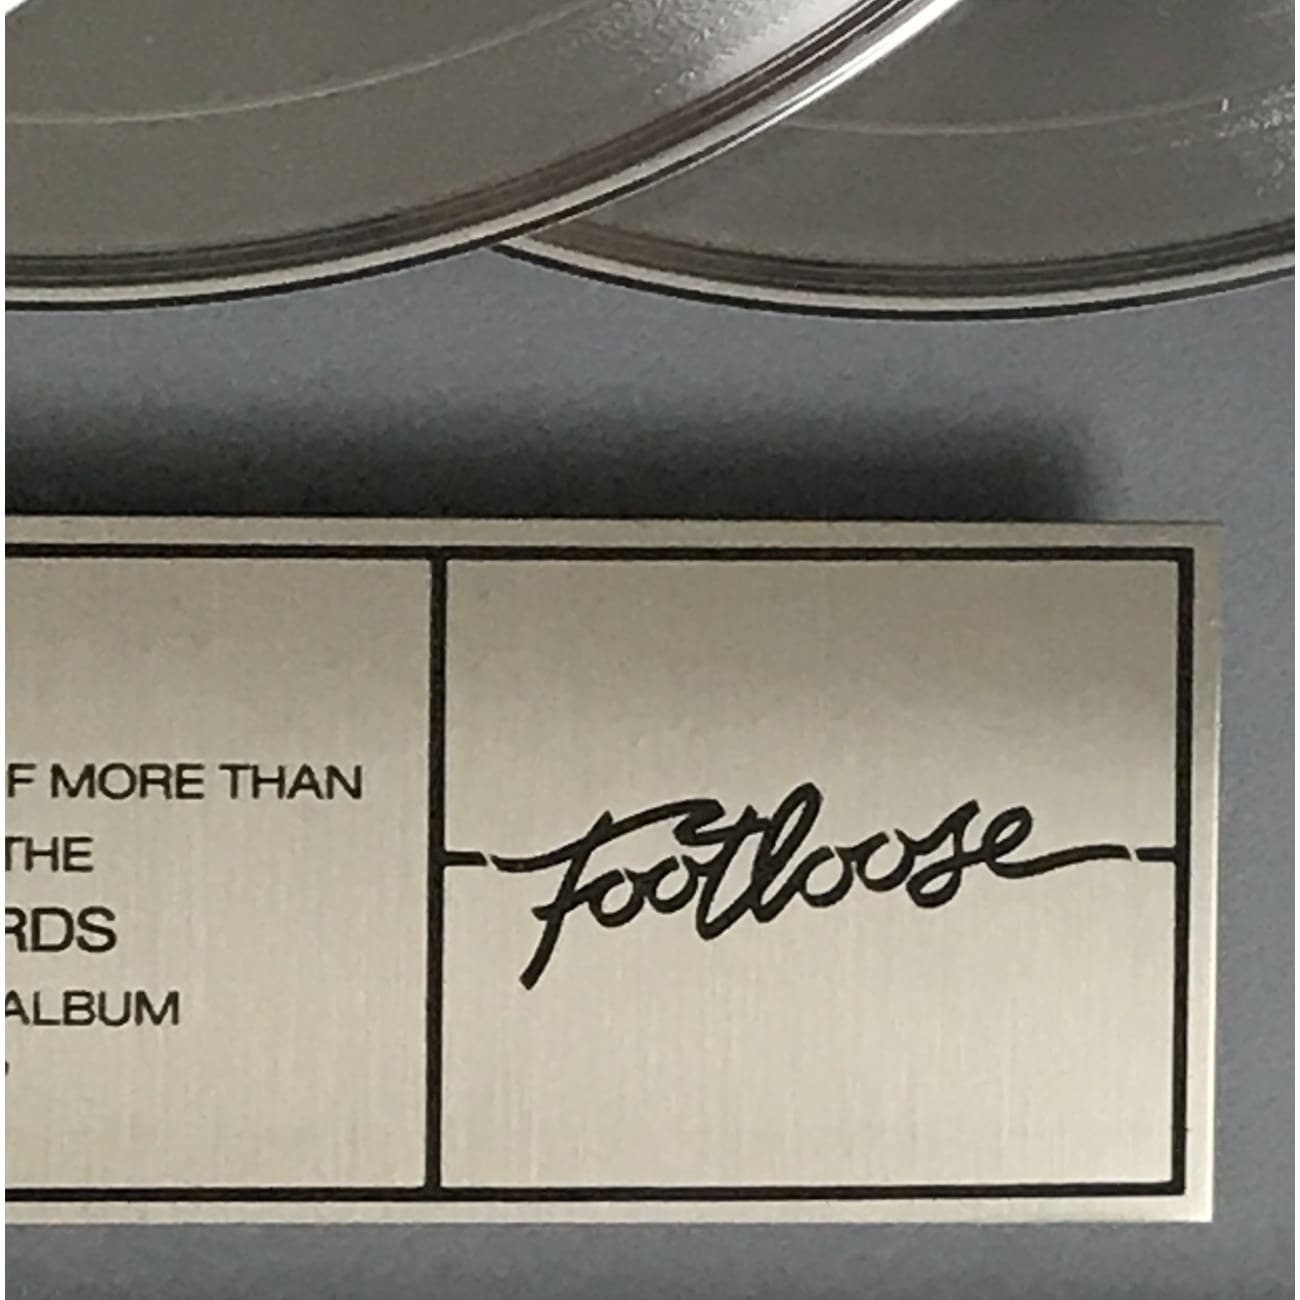 F MORE THAN
THE
RDS
ALBUM
Footloose